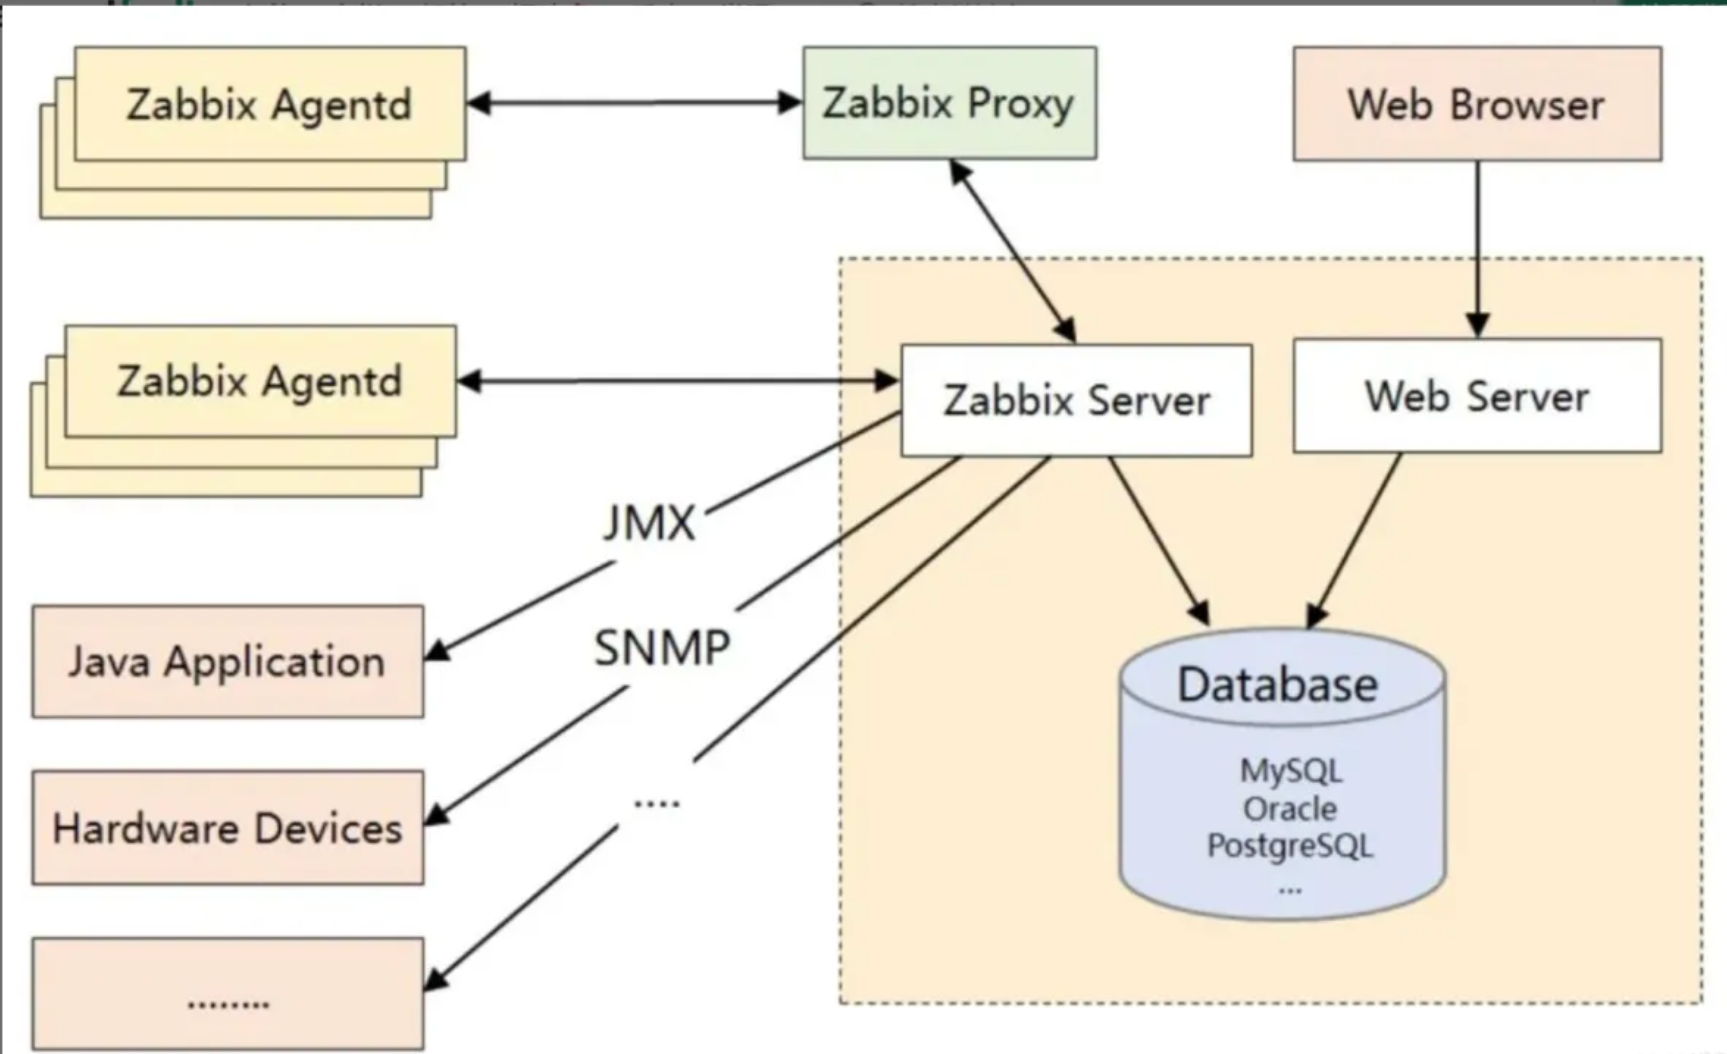 Zabbix Agentd
Zabbix Proxy
Web Browser
Zabbix Agentd
Zabbix Server
Web Server
JMX
SNMP
....
Java Application
Hardware Devices
........
Database
MySQL
Oracle
PostgreSQL
...